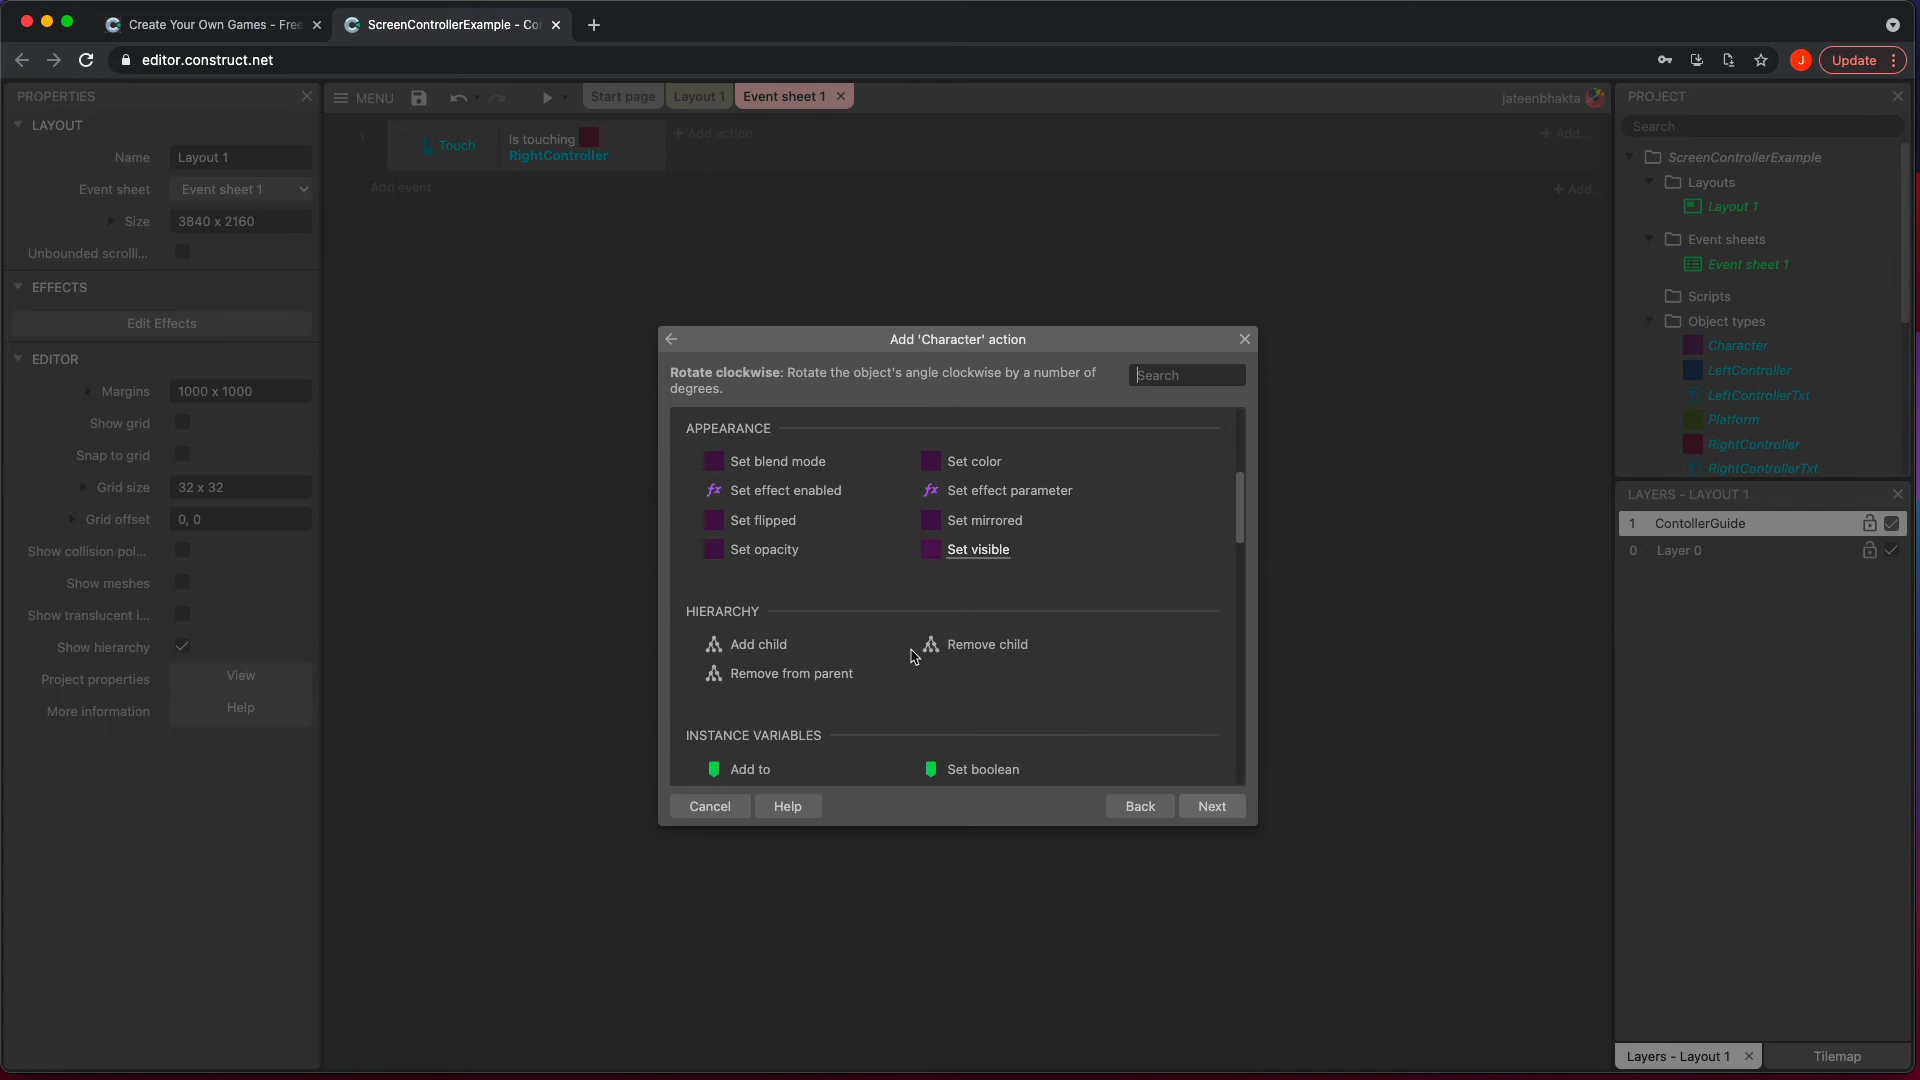 Create Your Own Games - Free
ScreenControllerExample - Co
editor.construct.net
J
Update
PROPERTIES
MENU
Start page
Layout 1
Event sheet 1
jateenbhakta
PROJECT
LAYOUT
Name
Layout 1
Event sheet
Event sheet 1
Size
3840 x 2160
Unbounded scrolli...
EFFECTS
Edit Effects
EDITOR
Margins
1000 x 1000
Show grid
Snap to grid
Grid size
32 x 32
Grid offset
0, 0
Show collision pol...
Show meshes
Show translucent i...
Show hierarchy
Project properties
View
More information
Help
1
Touch
Is touching
RightController
+ Add action
+ Add...
Add event
+ Add...
Add 'Character' action
Rotate clockwise: Rotate the object's angle clockwise by a number of
degrees.
Search
APPEARANCE
Set blend mode
Set color
fx Set effect enabled
fx Set effect parameter
Set flipped
Set mirrored
Set opacity
Set visible
HIERARCHY
Add child
Remove child
Remove from parent
INSTANCE VARIABLES
Add to
Set boolean
Cancel
Help
Back
Next
Search
ScreenControllerExample
Layouts
Layout 1
Event sheets
Event sheet 1
Scripts
Object types
Character
LeftController
T LeftControllerTxt
Platform
RightController
T RightControllerTxt
LAYERS - LAYOUT 1
1 ContollerGuide
0 Layer 0
Layers - Layout 1
Tilemap